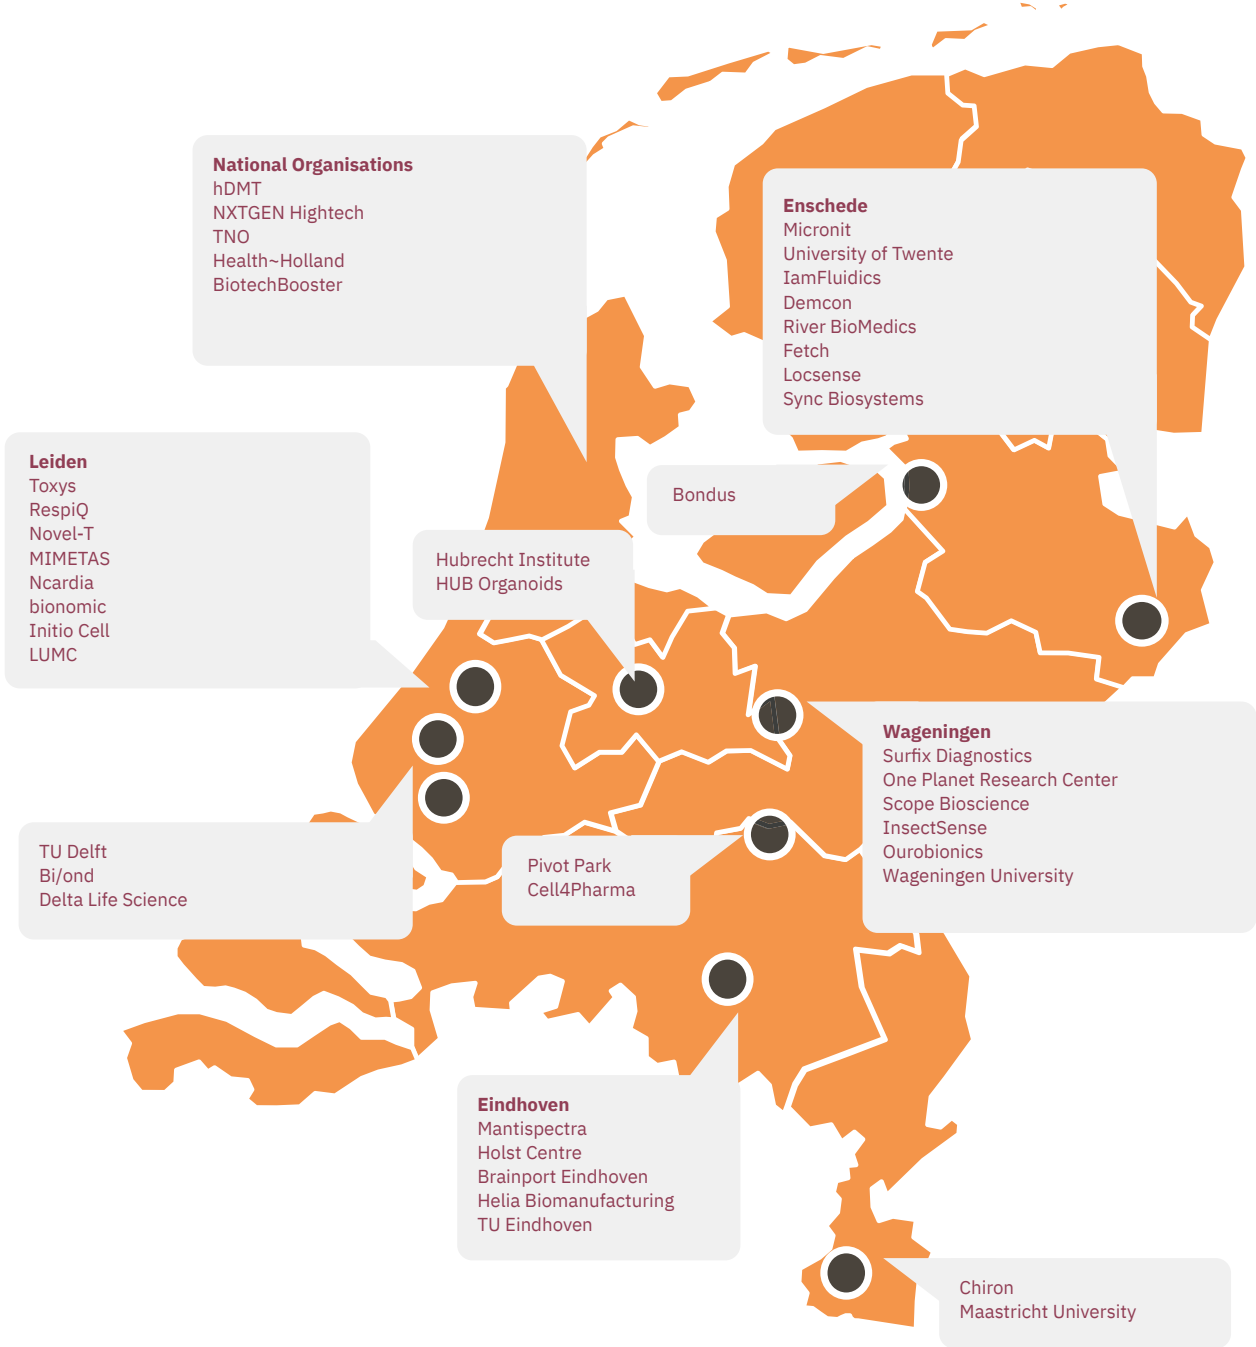 National Organisations
hDMT
NXTGEN Hightech
TNO
Health~Holland
BiotechBooster
Enschede
Micronit
University of Twente
IamFluidics
Demcon
River BioMedics
Fetch
Locsense
Sync Biosystems
Leiden
Toxys
RespiQ
Novel-T
MIMETAS
Ncardia
bionomic
Initio Cell
LUMC
Bondus
Hubrecht Institute
HUB Organoids
Wageningen
Surfix Diagnostics
One Planet Research Center
Scope Bioscience
InsectSense
Ourobionics
Wageningen University
TU Delft
Bi/ond
Delta Life Science
Pivot Park
Cell4Pharma
Eindhoven
Mantispectra
Holst Centre
Brainport Eindhoven
Helia Biomanufacturing
TU Eindhoven
Chiron
Maastricht University